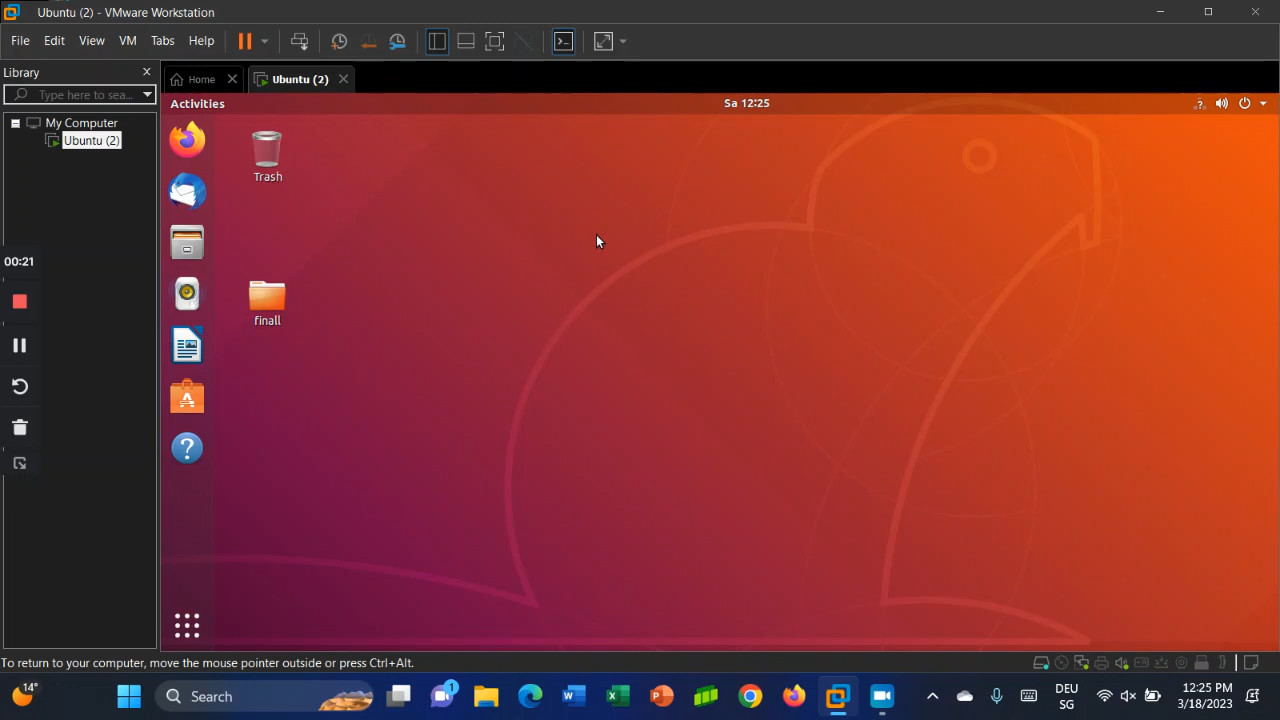 Ubuntu (2) - VMware Workstation
File Edit View VM Tabs Help
Library
Type here to sea...
Home
Ubuntu (2)
My Computer
Ubuntu (2)
Activities
Sa 12:25
?
Trash
finall
00:21
?
To return to your computer, move the mouse pointer outside or press Ctrl+Alt.
14°
Search
1
DEU
SG
12:25 PM
3/18/2023